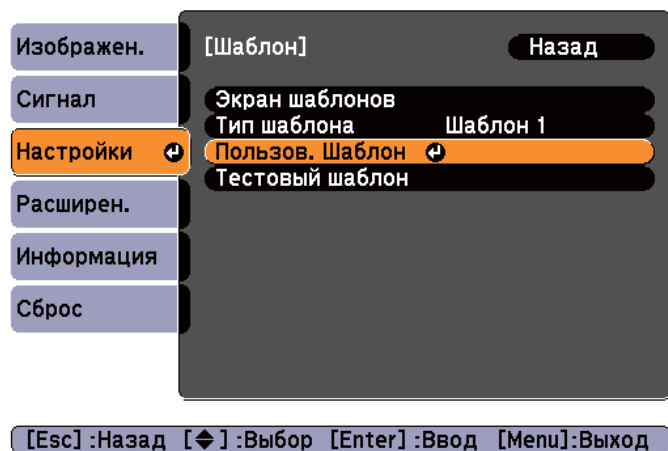 Изображен.
Сигнал
Настройки
Расширен.
Информация
Сброс
[Шаблон] Назад
Экран шаблонов
Тип шаблона Шаблон 1
Пользов. Шаблон
Тестовый шаблон
[Esc] :Назад [◆] :Выбор [Enter] :Ввод [Menu]:Выход